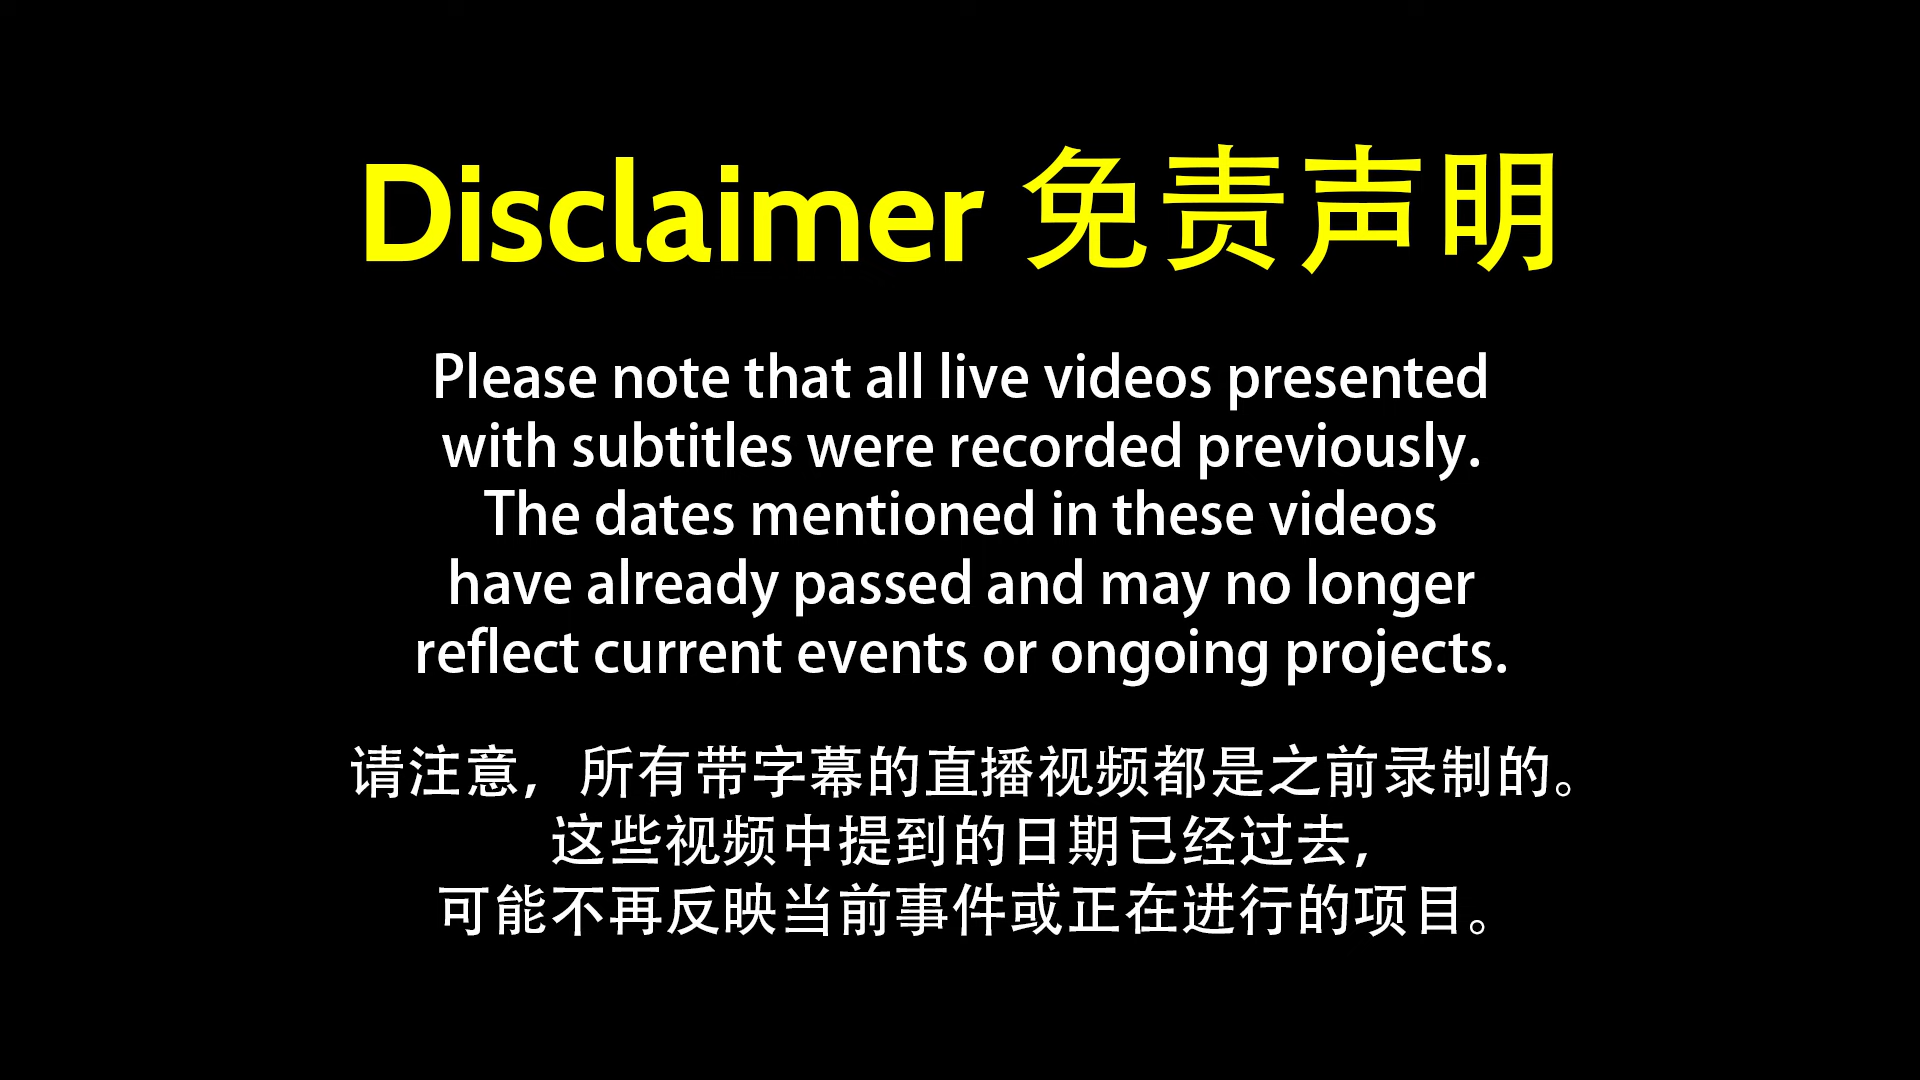 Disclaimer 免责声明
Please note that all live videos presented
with subtitles were recorded previously.
The dates mentioned in these videos
have already passed and may no longer
reflect current events or ongoing projects.
请注意，所有带字幕的直播视频都是之前录制的。
这些视频中提到的日期已经过去，
可能不再反映当前事件或正在进行的项目。